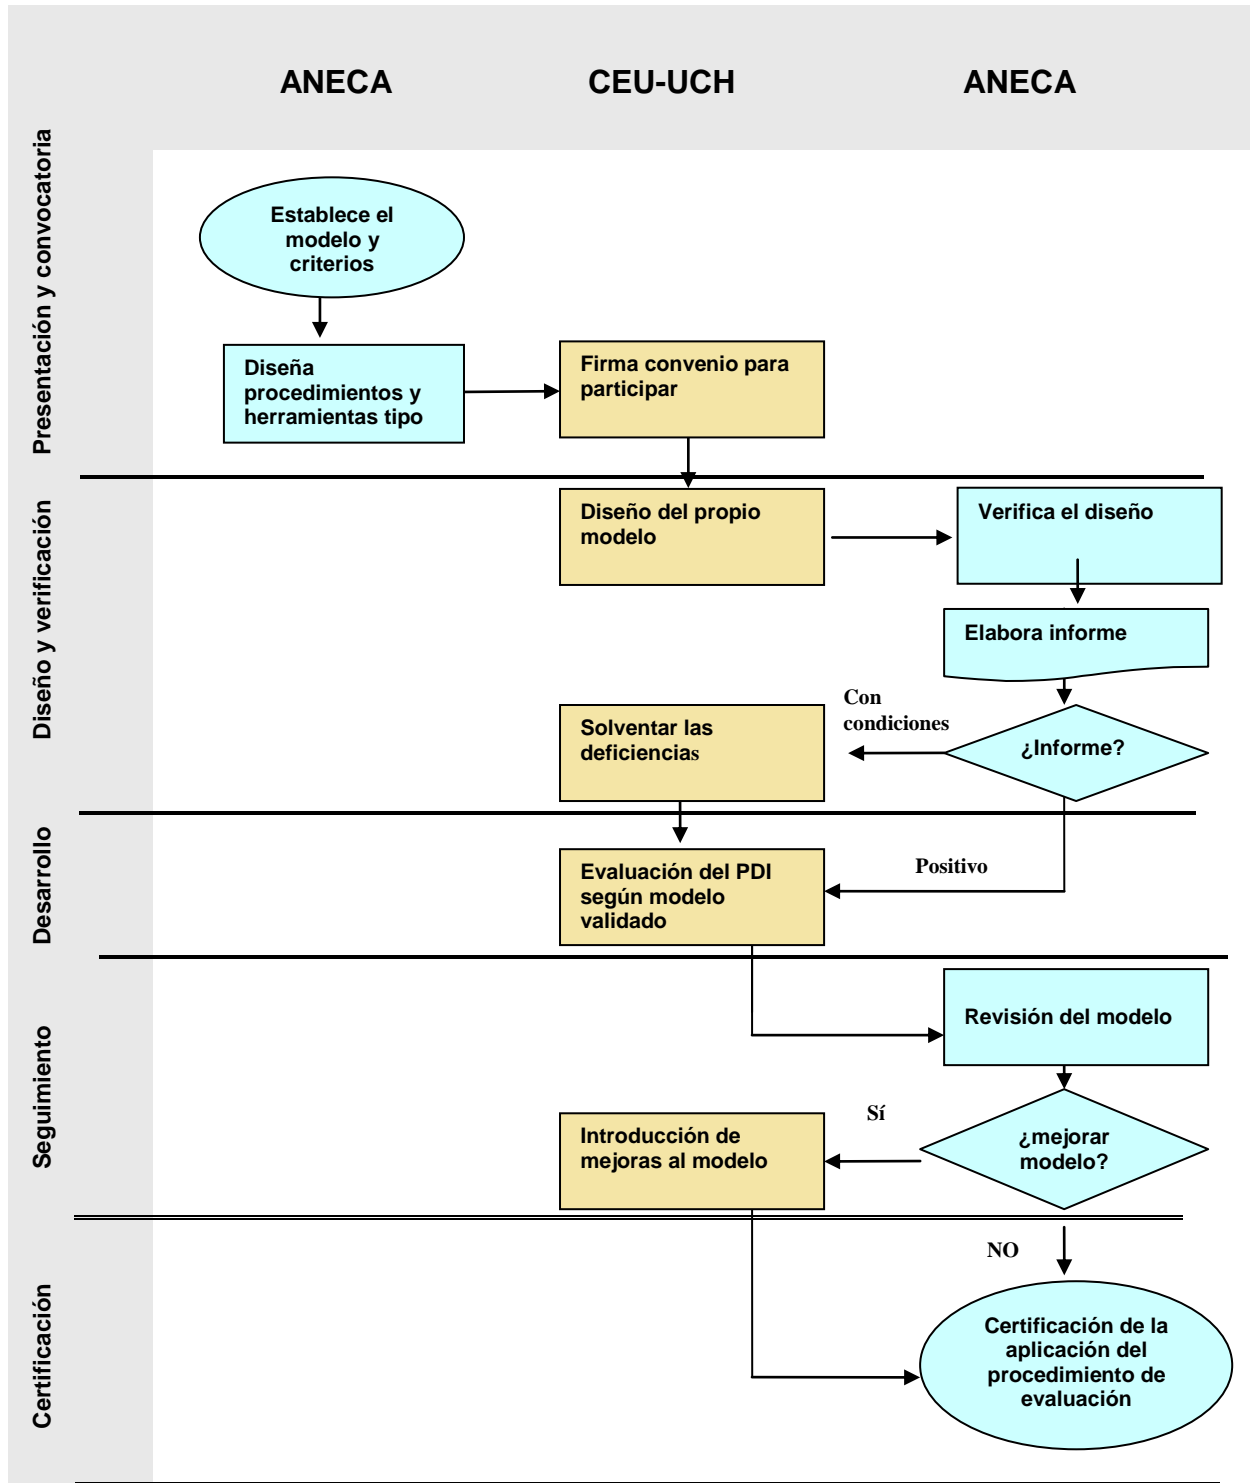 ANECA
CEU-UCH
ANECA
Presentación y convocatoria
Establece el
modelo y
criterios
Diseña
procedimientos y
herramientas tipo
Firma convenio para
participar
Diseño y verificación
Diseño del propio
modelo
Verifica el diseño
Elabora informe
Con
condiciones
¿Informe?
Solventar las
deficiencias
Desarrollo
Evaluación del PDI
según modelo
validado
Positivo
Seguimiento
Revisión del modelo
Sí
¿mejorar
modelo?
Introducción de
mejoras al modelo
Certificación
NO
Certificación de la
aplicación del
procedimiento de
evaluación